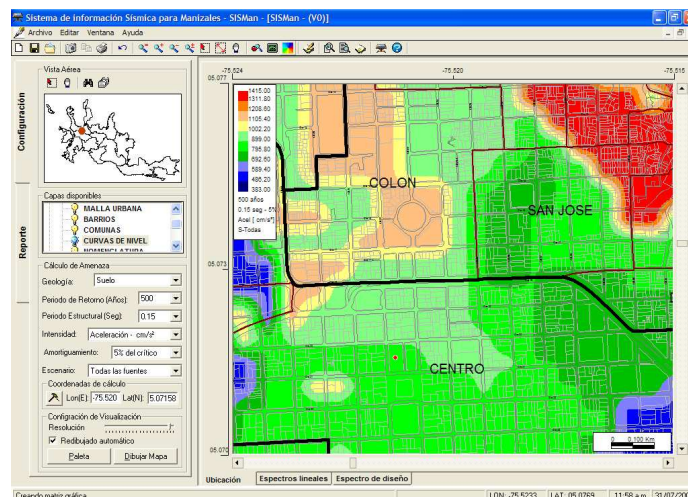 Sistema de información Sísmica para Manizales - SISMan - [SISMan - (V0)]
Archivo Editar Ventana Ayuda
Configuración
Reporte
Vista Aérea
Capas disponibles
MALLA URBANA
BARRIOS
COMUNAS
CURVAS DE NIVEL
NOMENCLATURA
Cálculo de Amenaza
Geología: Suelo
Periodo de Retorno (Años): 500
Periodo Estructural (Seg): 0.15
Intensidad: Aceleración - cm/s²
Amortiguamiento: 5% del crítico
Escenario: Todas las fuentes
Coordenadas de cálculo
Lon(E): -75.520 Lat(N): 5.07158
Configración de Visualización
Resolución
Redibujado automático
Paleta Dibujar Mapa
-75.524 -75.520 -75.516
05.077
05.073
05.070
1415.00
1311.80
1208.60
1105.40
1002.20
899.00
795.80
692.60
589.40
486.20
383.00
500 años
0.15 seg - 5%
Acel [ cm/s²]
S-Todas
COLON
SAN JOSE
CENTRO
0 0.100 Km
Ubicación Espectros lineales Espectro de diseño
Creando matriz gráfica
LON: -75.5233 LAT: 05.0769 11:58 a.m.